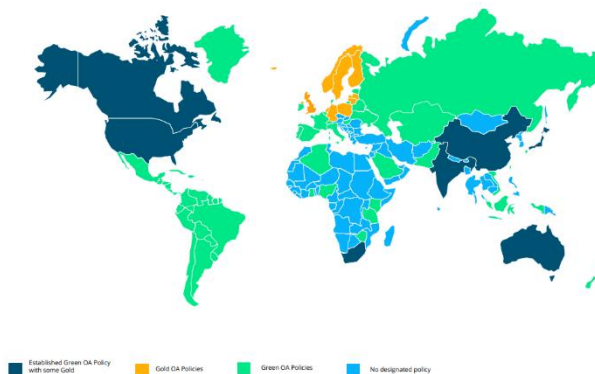 Established Green OA Policy
with some Gold
Gold OA Policies
Green OA Policies
No designated policy